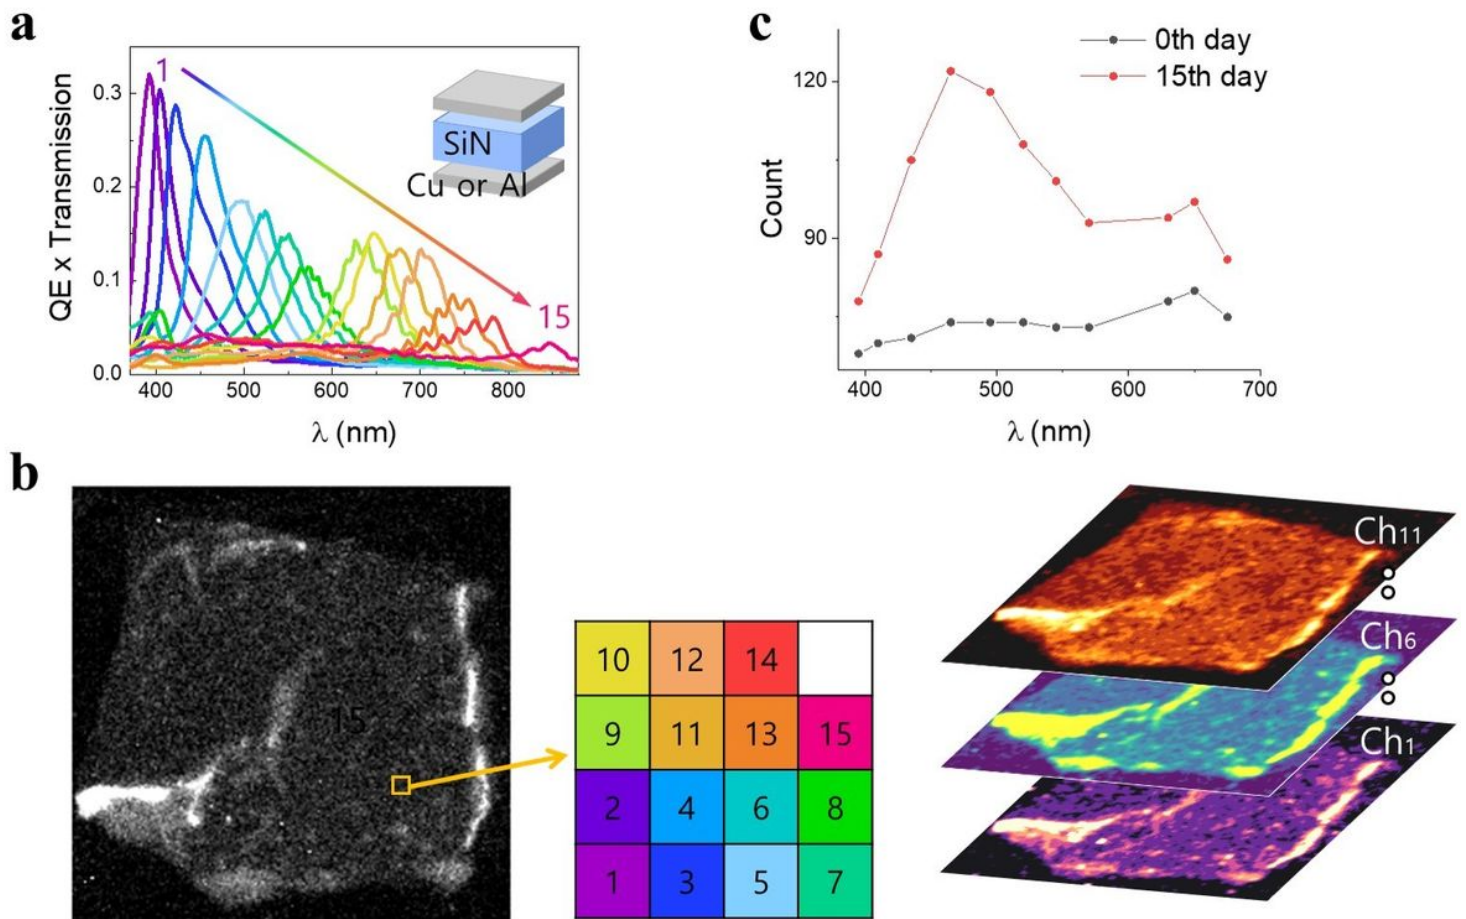 a
QE x Transmission
0.3
0.2
0.1
0.0
1
15
SiN
Cu or Al
400 500 600 700 800
λ (nm)
c
Count
120
90
0th day
15th day
400 500 600 700
λ (nm)
b
15
10 12 14
9 11 13 15
2 4 6 8
1 3 5 7
Ch11
Ch6
Ch1